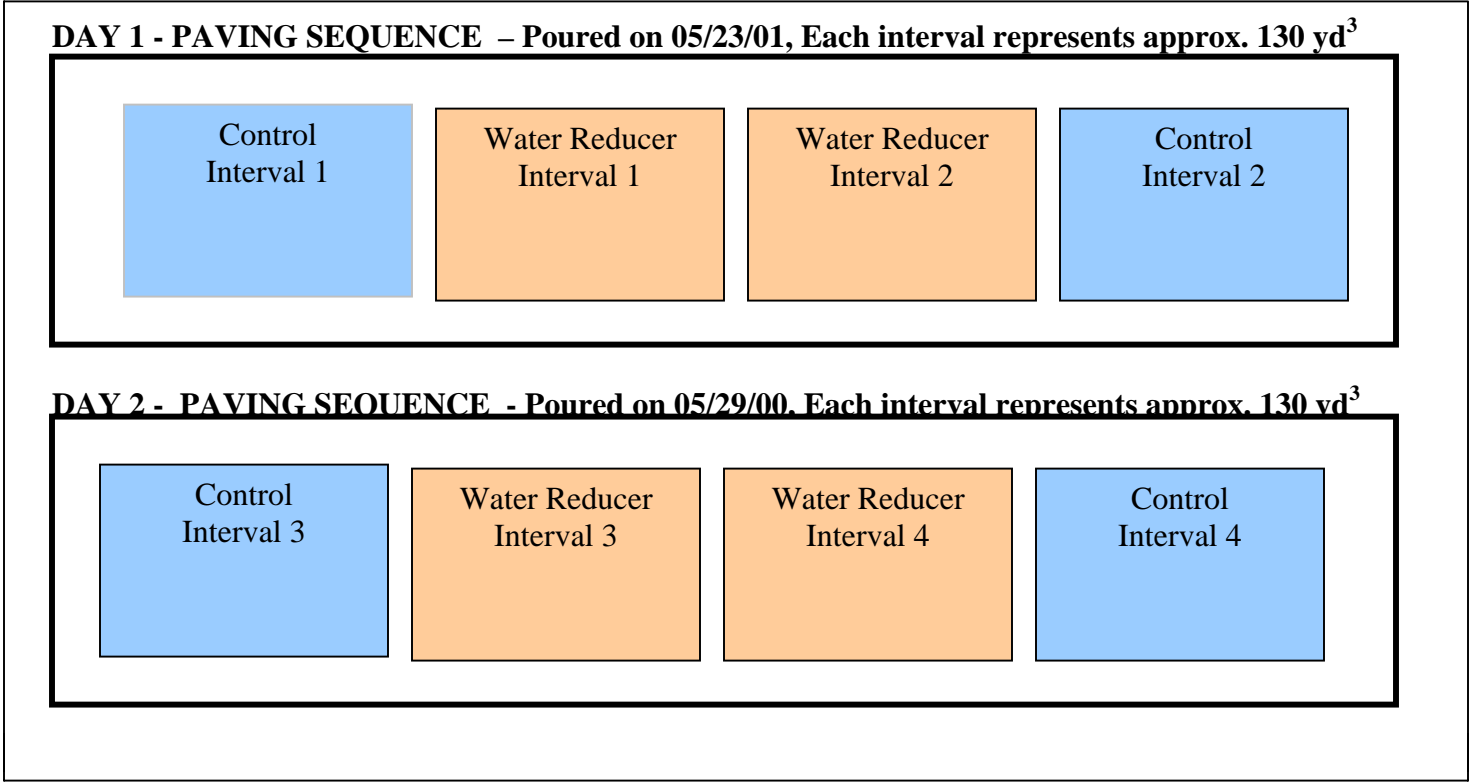 DAY 1 - PAVING SEQUENCE – Poured on 05/23/01, Each interval represents approx. 130 yd³
Control
Interval 1
Water Reducer
Interval 1
Water Reducer
Interval 2
Control
Interval 2
DAY 2 - PAVING SEQUENCE - Poured on 05/29/00, Each interval represents approx. 130 yd³
Control
Interval 3
Water Reducer
Interval 3
Water Reducer
Interval 4
Control
Interval 4